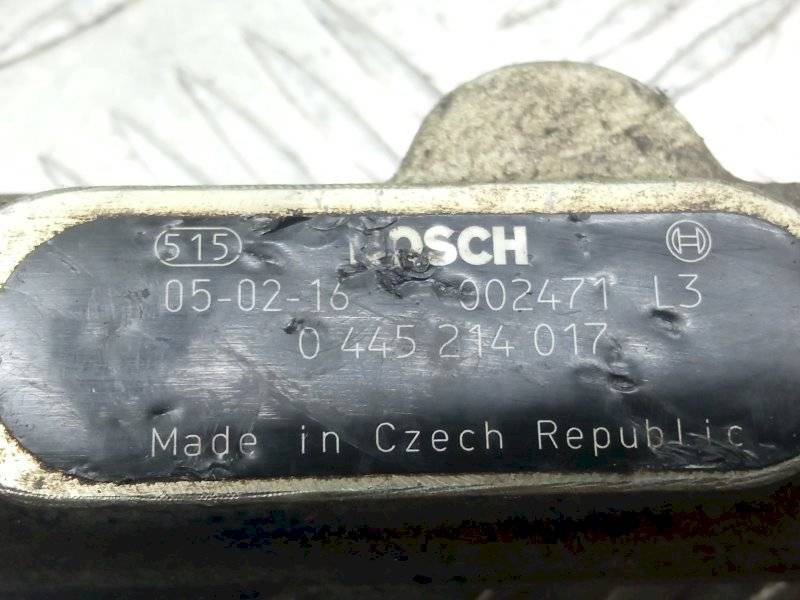 515 BOSCH
05-02-16 002471 L3
0 445 214 017
Made in Czech Republic